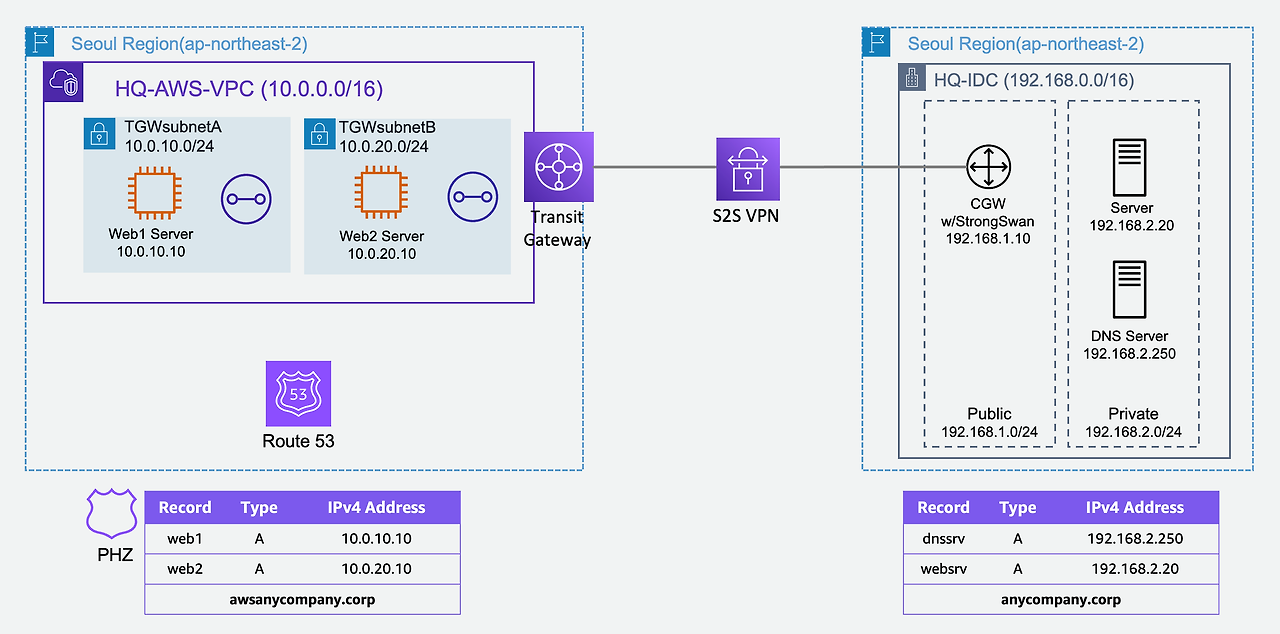 Seoul Region(ap-northeast-2)
HQ-AWS-VPC (10.0.0.0/16)
TGWsubnetA
10.0.10.0/24
Web1 Server
10.0.10.10
TGWsubnetB
10.0.20.0/24
Web2 Server
10.0.20.10
Transit
Gateway
S2S VPN
53
Route 53
Seoul Region(ap-northeast-2)
HQ-IDC (192.168.0.0/16)
CGW
w/StrongSwan
192.168.1.10
Public
192.168.1.0/24
Server
192.168.2.20
DNS Server
192.168.2.250
Private
192.168.2.0/24
PHZ
Record Type IPv4 Address
web1 A 10.0.10.10
web2 A 10.0.20.10
awsanycompany.corp
Record Type IPv4 Address
dnssrv A 192.168.2.250
websrv A 192.168.2.20
anycompany.corp